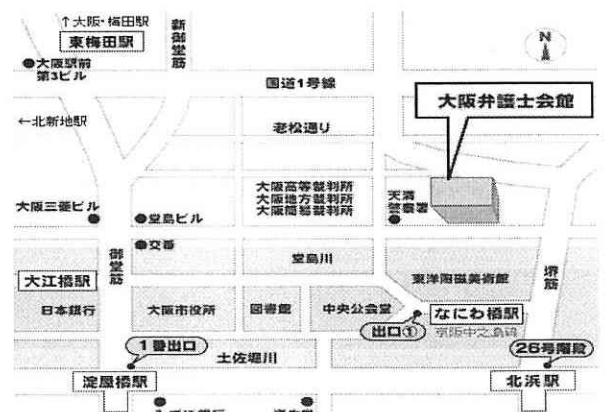 ↑大阪・梅田駅
東梅田駅
新御堂筋
N
大阪駅前
第3ビル
国道1号線
大阪弁護士会館
←北新地駅
老松通り
大阪高等裁判所
大阪地方裁判所
大阪簡易裁判所
天満
警察署
大阪三菱ビル
堂島ビル
交番
御堂筋
堂島川
東洋陶磁美術館
堺筋
大江橋駅
日本銀行
大阪市役所
図書館
中央公会堂
なにわ橋駅
出口①
京阪中之島線
1番出口
土佐堀川
26号階段
淀屋橋駅
北浜駅